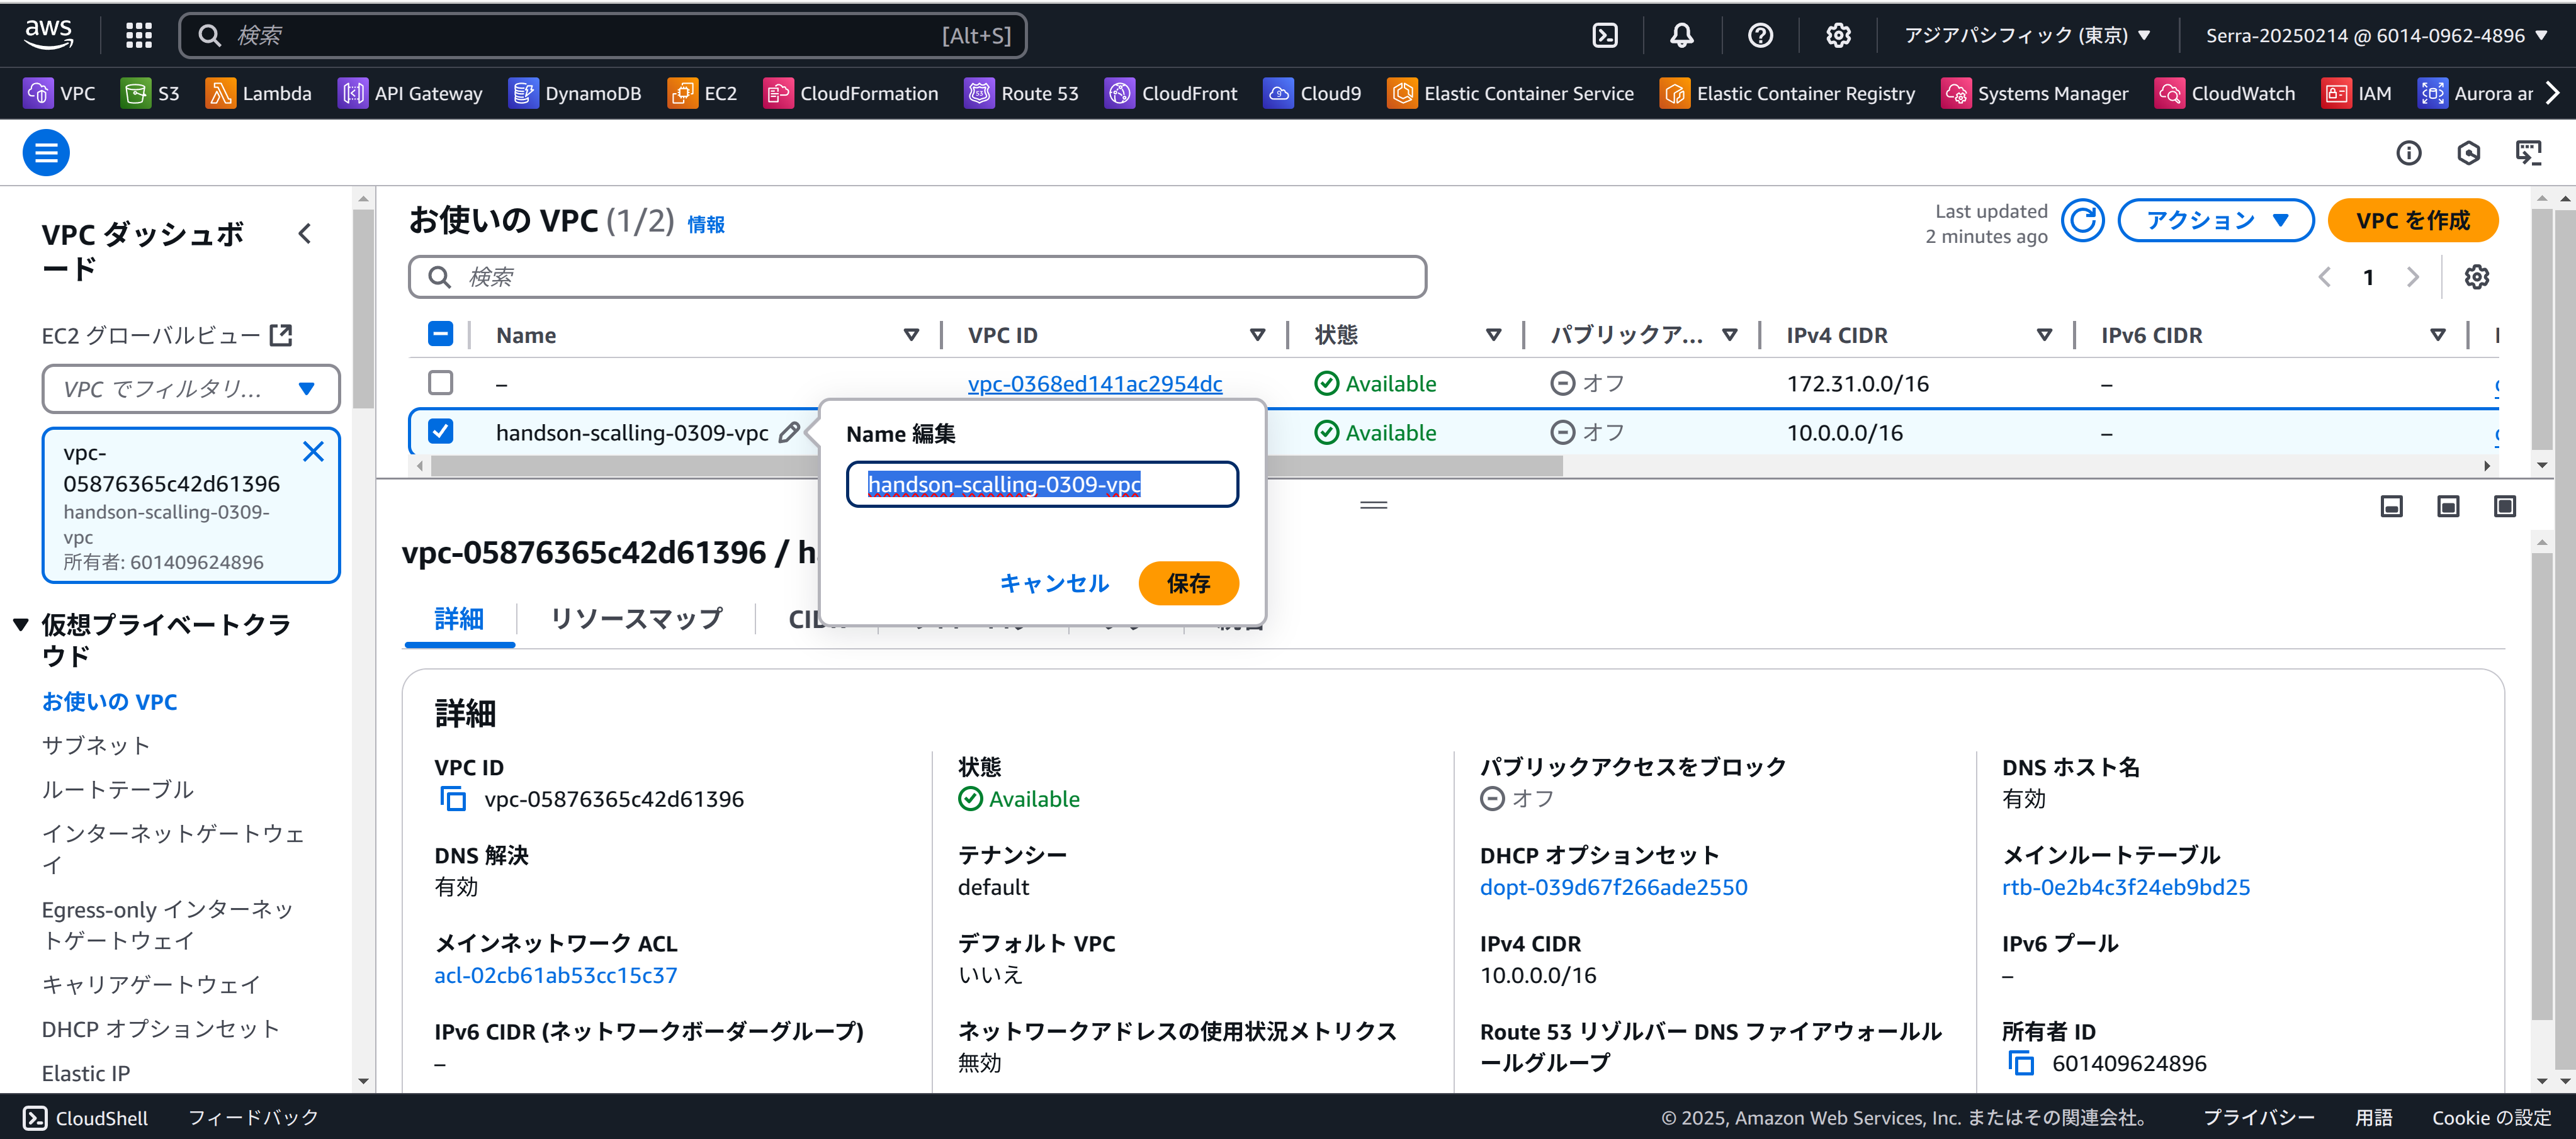 aws
検索
[Alt+S]
アジアパシフィック (東京)
Serra-20250214 @ 6014-0962-4896
VPC
S3
Lambda
API Gateway
DynamoDB
EC2
CloudFormation
Route 53
CloudFront
Cloud9
Elastic Container Service
Elastic Container Registry
Systems Manager
CloudWatch
IAM
Aurora ar
VPC ダッシュボ
ード
EC2 グローバルビュー
VPC でフィルタリ...
vpc-
05876365c42d61396
handson-scalling-0309-
vpc
所有者: 601409624896
仮想プライベートクラ
ウド
お使いの VPC
サブネット
ルートテーブル
インターネットゲートウェ
イ
Egress-only インターネッ
トゲートウェイ
キャリアゲートウェイ
DHCP オプションセット
Elastic IP
お使いの VPC (1/2) 情報
Last updated
2 minutes ago
アクション
VPC を作成
検索
1
Name
VPC ID
状態
パブリックア...
IPv4 CIDR
IPv6 CIDR
–
vpc-0368ed141ac2954dc
Available
オフ
172.31.0.0/16
–
handson-scalling-0309-vpc
Available
オフ
10.0.0.0/16
–
Name 編集
handson-scalling-0309-vpc
キャンセル
保存
vpc-05876365c42d61396 / h
詳細
リソースマップ
詳細
VPC ID
vpc-05876365c42d61396
状態
Available
パブリックアクセスをブロック
オフ
DNS ホスト名
有効
DNS 解決
有効
テナンシー
default
DHCP オプションセット
dopt-039d67f266ade2550
メインルートテーブル
rtb-0e2b4c3f24eb9bd25
メインネットワーク ACL
acl-02cb61ab53cc15c37
デフォルト VPC
いいえ
IPv4 CIDR
10.0.0.0/16
IPv6 プール
–
IPv6 CIDR (ネットワークボーダーグループ)
–
ネットワークアドレスの使用状況メトリクス
無効
Route 53 リゾルバー DNS ファイアウォールル
ールグループ
所有者 ID
601409624896
CloudShell
フィードバック
© 2025, Amazon Web Services, Inc. またはその関連会社。
プライバシー
用語
Cookie の設定